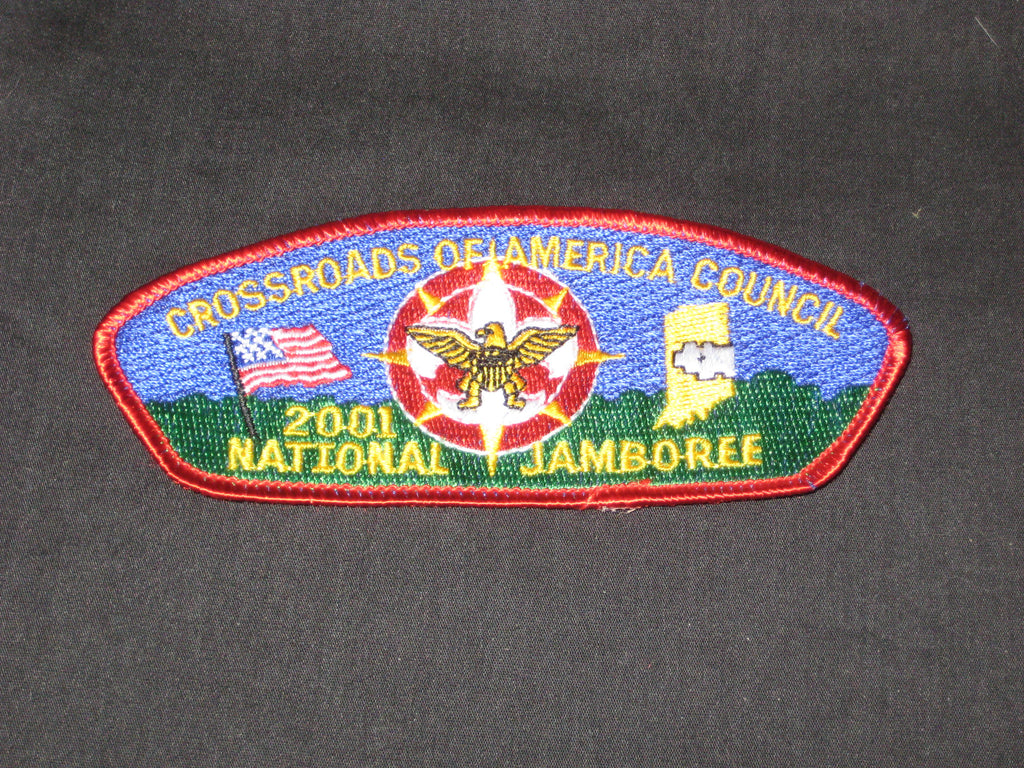 CROSSROADS OF AMERICA COUNCIL
2001
NATIONAL JAMBOREE